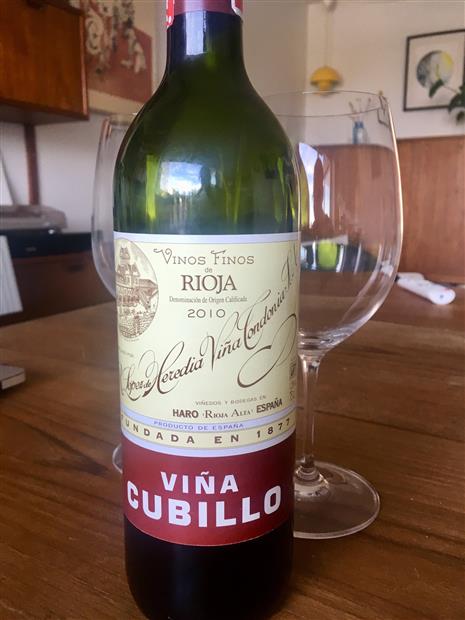 VINOS FINOS
de
RIOJA
Denominación de Origen Calificada
2010
López de Heredia Viña Tondonia
VIÑEDOS Y BODEGAS EN
HARO (RIOJA ALTA) ESPAÑA
PRODUCTO DE ESPAÑA
FUNDADA EN 1877
VIÑA
CUBILLO